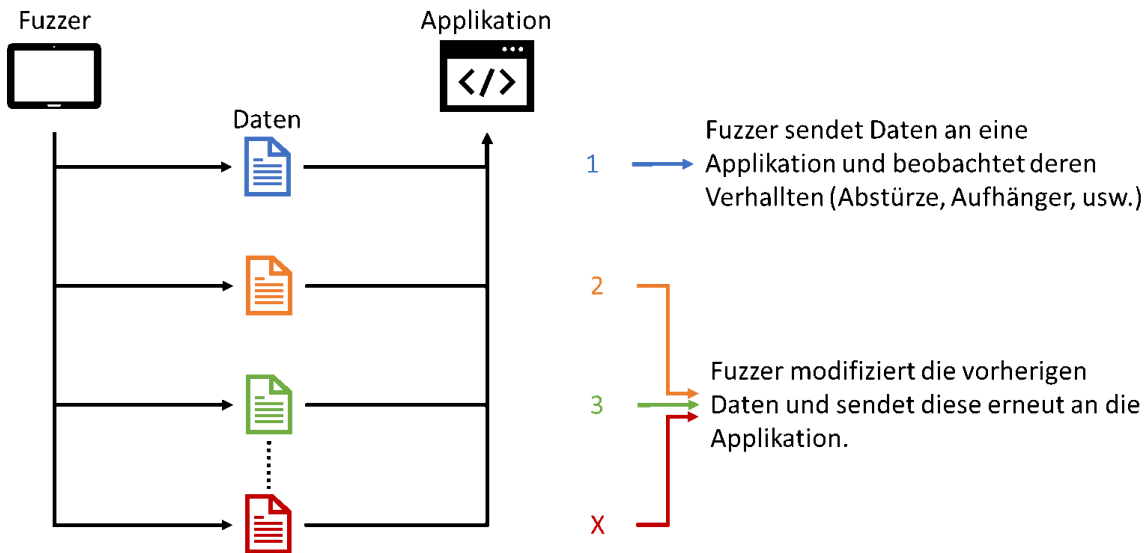 Fuzzer
Applikation
</>
Daten
1
Fuzzer sendet Daten an eine
Applikation und beobachtet deren
Verhallten (Abstürze, Aufhänger, usw.)
2
3
X
Fuzzer modifiziert die vorherigen
Daten und sendet diese erneut an die
Applikation.